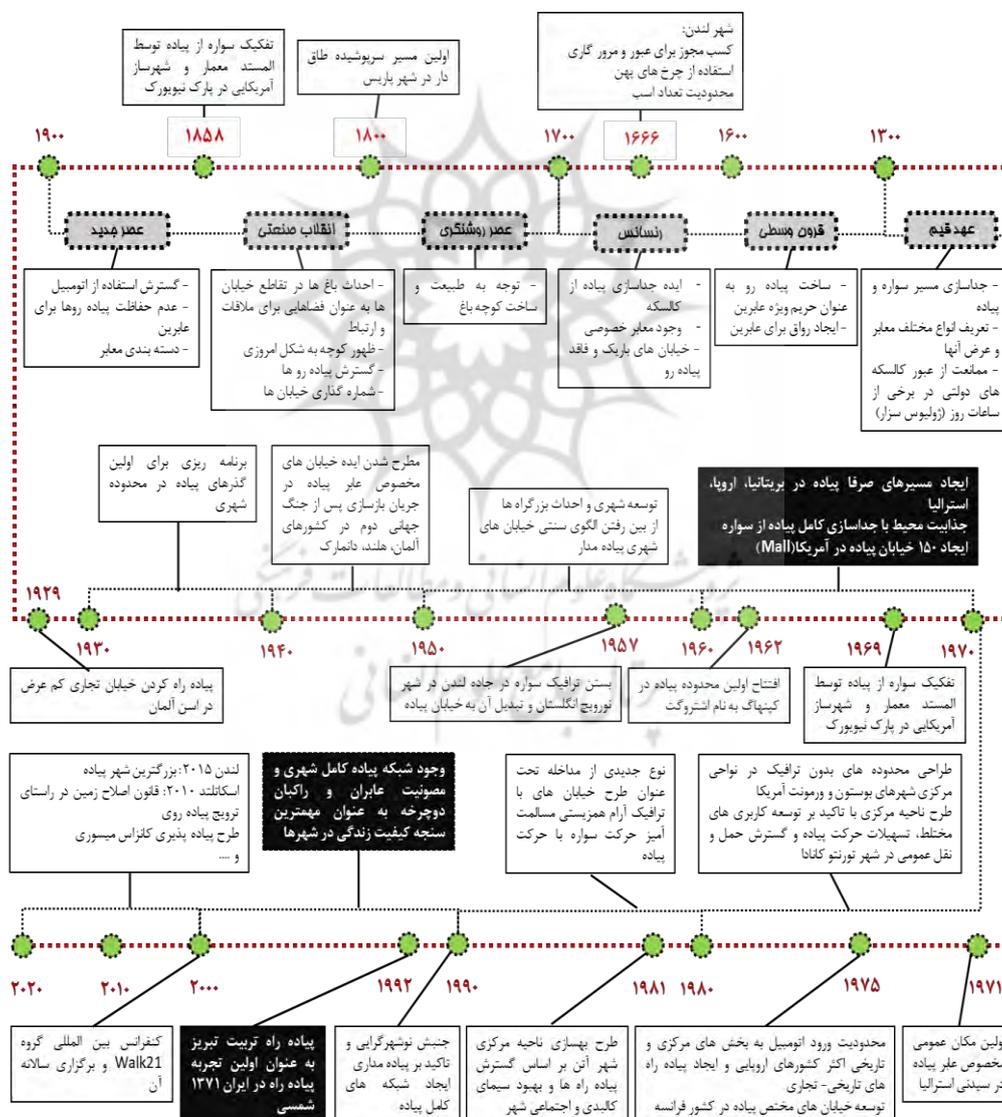 تفکیک سواره از پیاده توسط
المستد معمار و شهرساز
آمریکایی در پارک نیویورک
اولین مسیر سرپوشیده طاق
دار در شهر پاریس
شهر لندن:
کسب مجوز برای عبور و مرور گاری
استفاده از چرخ های پهن
محدودیت تعداد اسب
۱۹۰۰
۱۸۵۸
۱۸۰۰
۱۷۰۰
۱۶۶۶
۱۶۰۰
۱۳۰۰
عهد قیم
قرون وسطی
رنسانس
عصر روشنگری
انقلاب صنعتی
عصر جدید
- جداسازی مسیر سواره و
پیاده
- تعریف انواع مختلف معابر
و عرض آنها
- ممانعت از عبور کالسکه
های دولتی در برخی از
ساعات روز (ژولیوس سزار)
- ساخت پیاده رو به
عنوان حریم ویژه عابرین
- ایجاد رواق برای عابرین
- ایده جداسازی پیاده از
کالسکه
- وجود معابر خصوصی
- خیابان های باریک و فاقد
پیاده رو
- توجه به طبیعت و
ساخت کوچه باغ
- احداث باغ ها در تقاطع خیابان
ها به عنوان فضاهایی برای ملاقات
و ارتباط
- ظهور کوچه به شکل امروزی
- گسترش پیاده رو ها
- شماره گذاری خیابان ها
- گسترش استفاده از اتومبیل
- عدم حفاظت پیاده روها برای
عابرین
- دسته بندی معابر
برنامه ریزی برای اولین
گذرهای پیاده در محدوده
شهری
مطرح شدن ایده خیابان های
مخصوص عابر پیاده در
جریان بازسازی پس از جنگ
جهانی دوم در کشورهای
آلمان، هلند، دانمارک
توسعه شهری و احداث بزرگراه ها
از بین رفتن الگوی سنتی خیابان های
شهری پیاده مدار
ایجاد مسیرهای صرفا پیاده در بریتانیا، اروپا،
استرالیا
جذابیت محیط با جداسازی کامل پیاده از سواره
ایجاد ۱۵۰ خیابان پیاده در آمریکا(Mall)
پژوهشگاه علوم انسانی و مطالعات فرهنگی
پرتال جامع علوم انسانی
۱۹۲۹
۱۹۳۰
۱۹۴۰
۱۹۵۰
۱۹۵۷
۱۹۶۰
۱۹۶۲
۱۹۶۹
۱۹۷۰
پیاده راه کردن خیابان تجاری کم عرض
در اسن آلمان
بستن ترافیک سواره در جاده لندن در شهر
نورویچ انگلستان و تبدیل آن به خیابان پیاده
افتتاح اولین محدوده پیاده در
کپنهاگ به نام اشتروگت
تفکیک سواره از پیاده توسط
المستد معمار و شهرساز
آمریکایی در پارک نیویورک
لندن ۲۰۱۵: بزرگترین شهر پیاده
اسکاتلند ۲۰۱۰: قانون اصلاح زمین در راستای
ترویج پیاده روی
طرح پیاده پذیری کانزاس میسوری
و ....
وجود شبکه پیاده کامل شهری و
مصونیت عابران و راکبان
دوچرخه به عنوان مهمترین
سنجه کیفیت زندگی در شهرها
نوع جدیدی از مداخله تحت
عنوان طرح خیابان های با
ترافیک آرام همزیستی مسالمت
آمیز حرکت سواره با حرکت
پیاده
طراحی محدوده های بدون ترافیک در نواحی
مرکزی شهرهای بوستون و ورمونت آمریکا
طرح ناحیه مرکزی با تاکید بر توسعه کاربری های
مختلط، تسهیلات حرکت پیاده و گسترش حمل و
نقل عمومی در شهر تورنتو کانادا
۲۰۲۰
۲۰۱۰
۲۰۰۰
۱۹۹۲
۱۹۹۰
۱۹۸۱
۱۹۸۰
۱۹۷۵
۱۹۷۱
کنفرانس بین المللی گروه
Walk21 و برگزاری سالانه
آن
پیاده راه تربیت تبریز
به عنوان اولین تجربه
پیاده راه در ایران ۱۳۷۱
شمسی
جنبش نوشهرگرایی و
تاکید بر پیاده مداری
ایجاد شبکه های
کامل پیاده
طرح بهسازی ناحیه مرکزی
شهر آتن بر اساس گسترش
پیاده راه ها و بهبود سیمای
کالبدی و اجتماعی شهر
محدودیت ورود اتومبیل به بخش های مرکزی و
تاریخی اکثر کشورهای اروپایی و ایجاد پیاده راه
های تاریخی- تجاری
توسعه خیابان های مختص پیاده در کشور فرانسه
ولین مکان عمومی
خصوص عابر پیاده
در سیدنی استرالیا